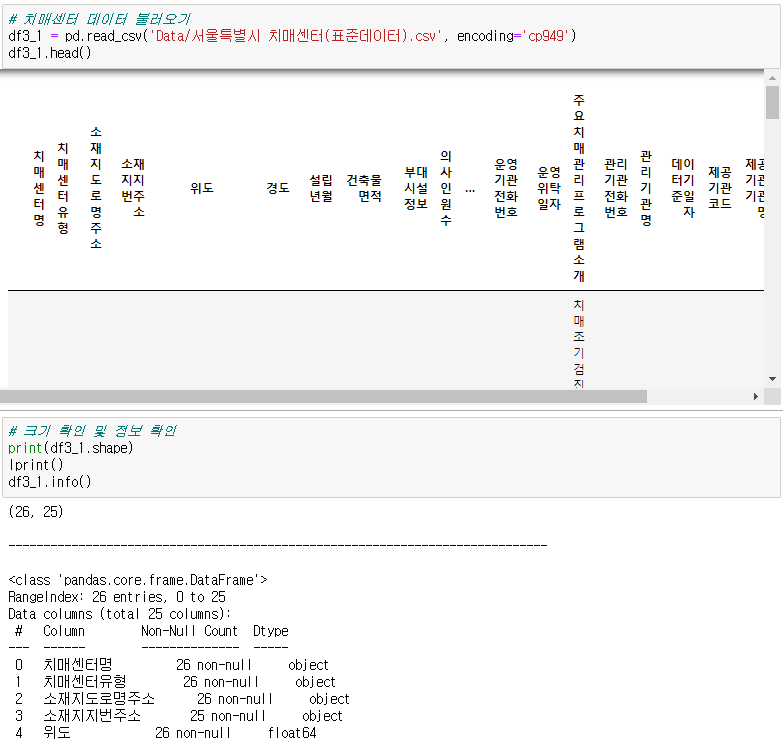 # 치매센터 데이터 불러오기
df3_1 = pd.read_csv('Data/서울특별시 치매센터(표준데이터).csv', encoding='cp949')
df3_1.head()
치매센터명
치매센터유형
소재지도로명주소
소재지지번주소
위도
경도
설립년월
건축물면적
부대시설정보
의사인원수
...
운영기관전화번호
운영위탁일자
주요치매관리프로그램소개
관리기관전화번호
관리기관명
데이터기준일자
제공기관코드
제공기관기관명
치매조기검진
# 크기 확인 및 정보 확인
print(df3_1.shape)
lprint()
df3_1.info()
(26, 25)
-----------------------------------------------------------------------------
<class 'pandas.core.frame.DataFrame'>
RangeIndex: 26 entries, 0 to 25
Data columns (total 25 columns):
# Column Non-Null Count Dtype
--- ------ -------------- -----
0 치매센터명 26 non-null object
1 치매센터유형 26 non-null object
2 소재지도로명주소 26 non-null object
3 소재지지번주소 25 non-null object
4 위도 26 non-null float64